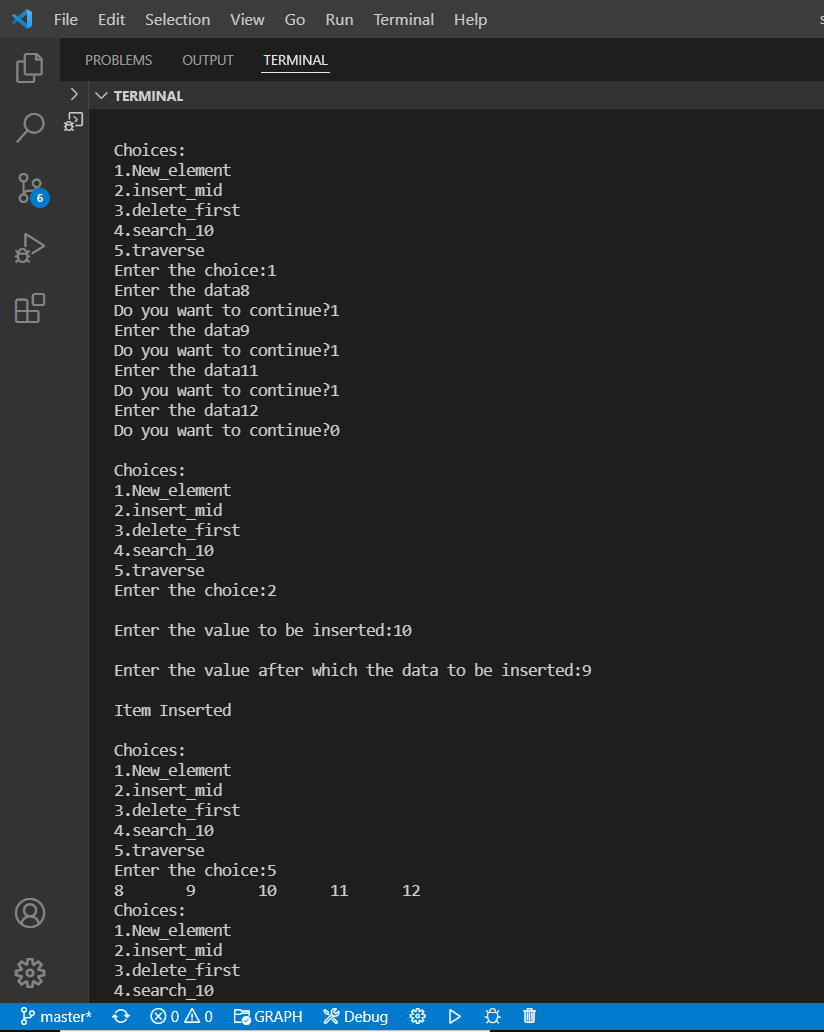 File Edit Selection View Go Run Terminal Help
PROBLEMS OUTPUT TERMINAL
TERMINAL
Choices:
1.New_element
2.insert_mid
3.delete_first
4.search_10
5.traverse
Enter the choice:1
Enter the data8
Do you want to continue?1
Enter the data9
Do you want to continue?1
Enter the data11
Do you want to continue?1
Enter the data12
Do you want to continue?0
Choices:
1.New_element
2.insert_mid
3.delete_first
4.search_10
5.traverse
Enter the choice:2
Enter the value to be inserted:10
Enter the value after which the data to be inserted:9
Item Inserted
Choices:
1.New_element
2.insert_mid
3.delete_first
4.search_10
5.traverse
Enter the choice:5
8 9 10 11 12
Choices:
1.New_element
2.insert_mid
3.delete_first
4.search_10
6
master* 0 0 GRAPH Debug